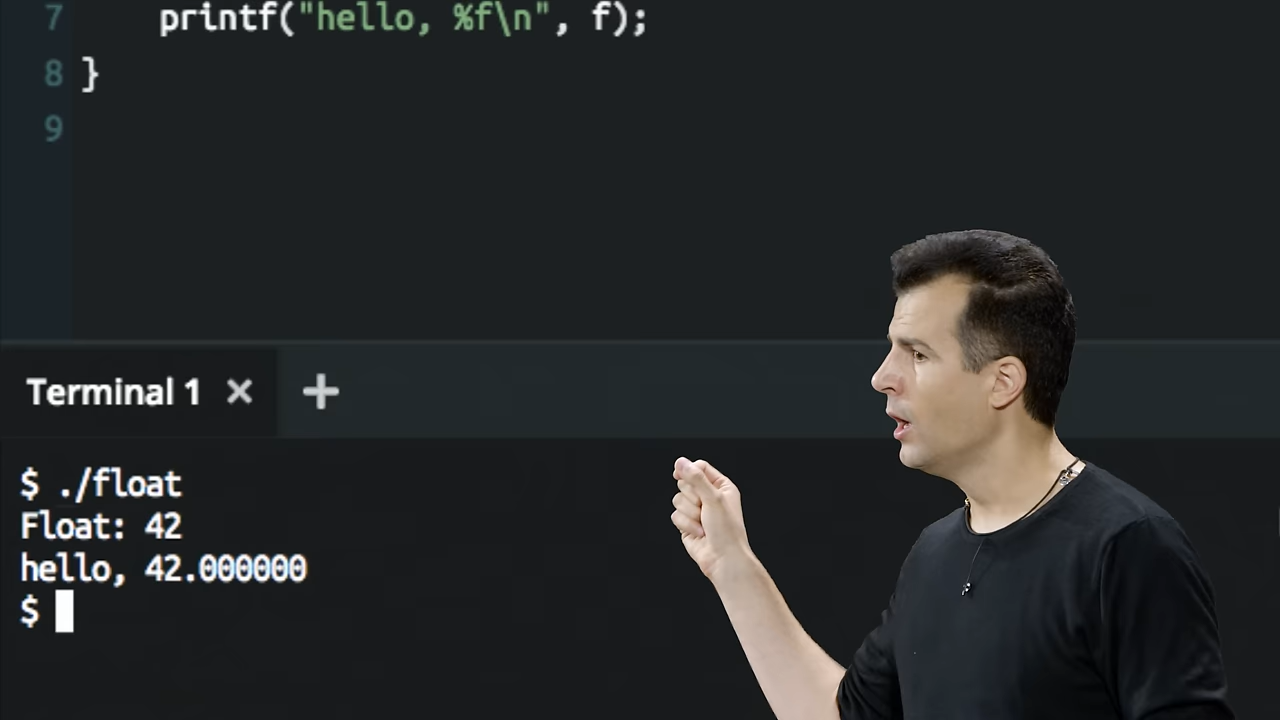 7 printf("hello, %f\n", f);
8 }
9
Terminal 1 × +
$ ./float
Float: 42
hello, 42.000000
$